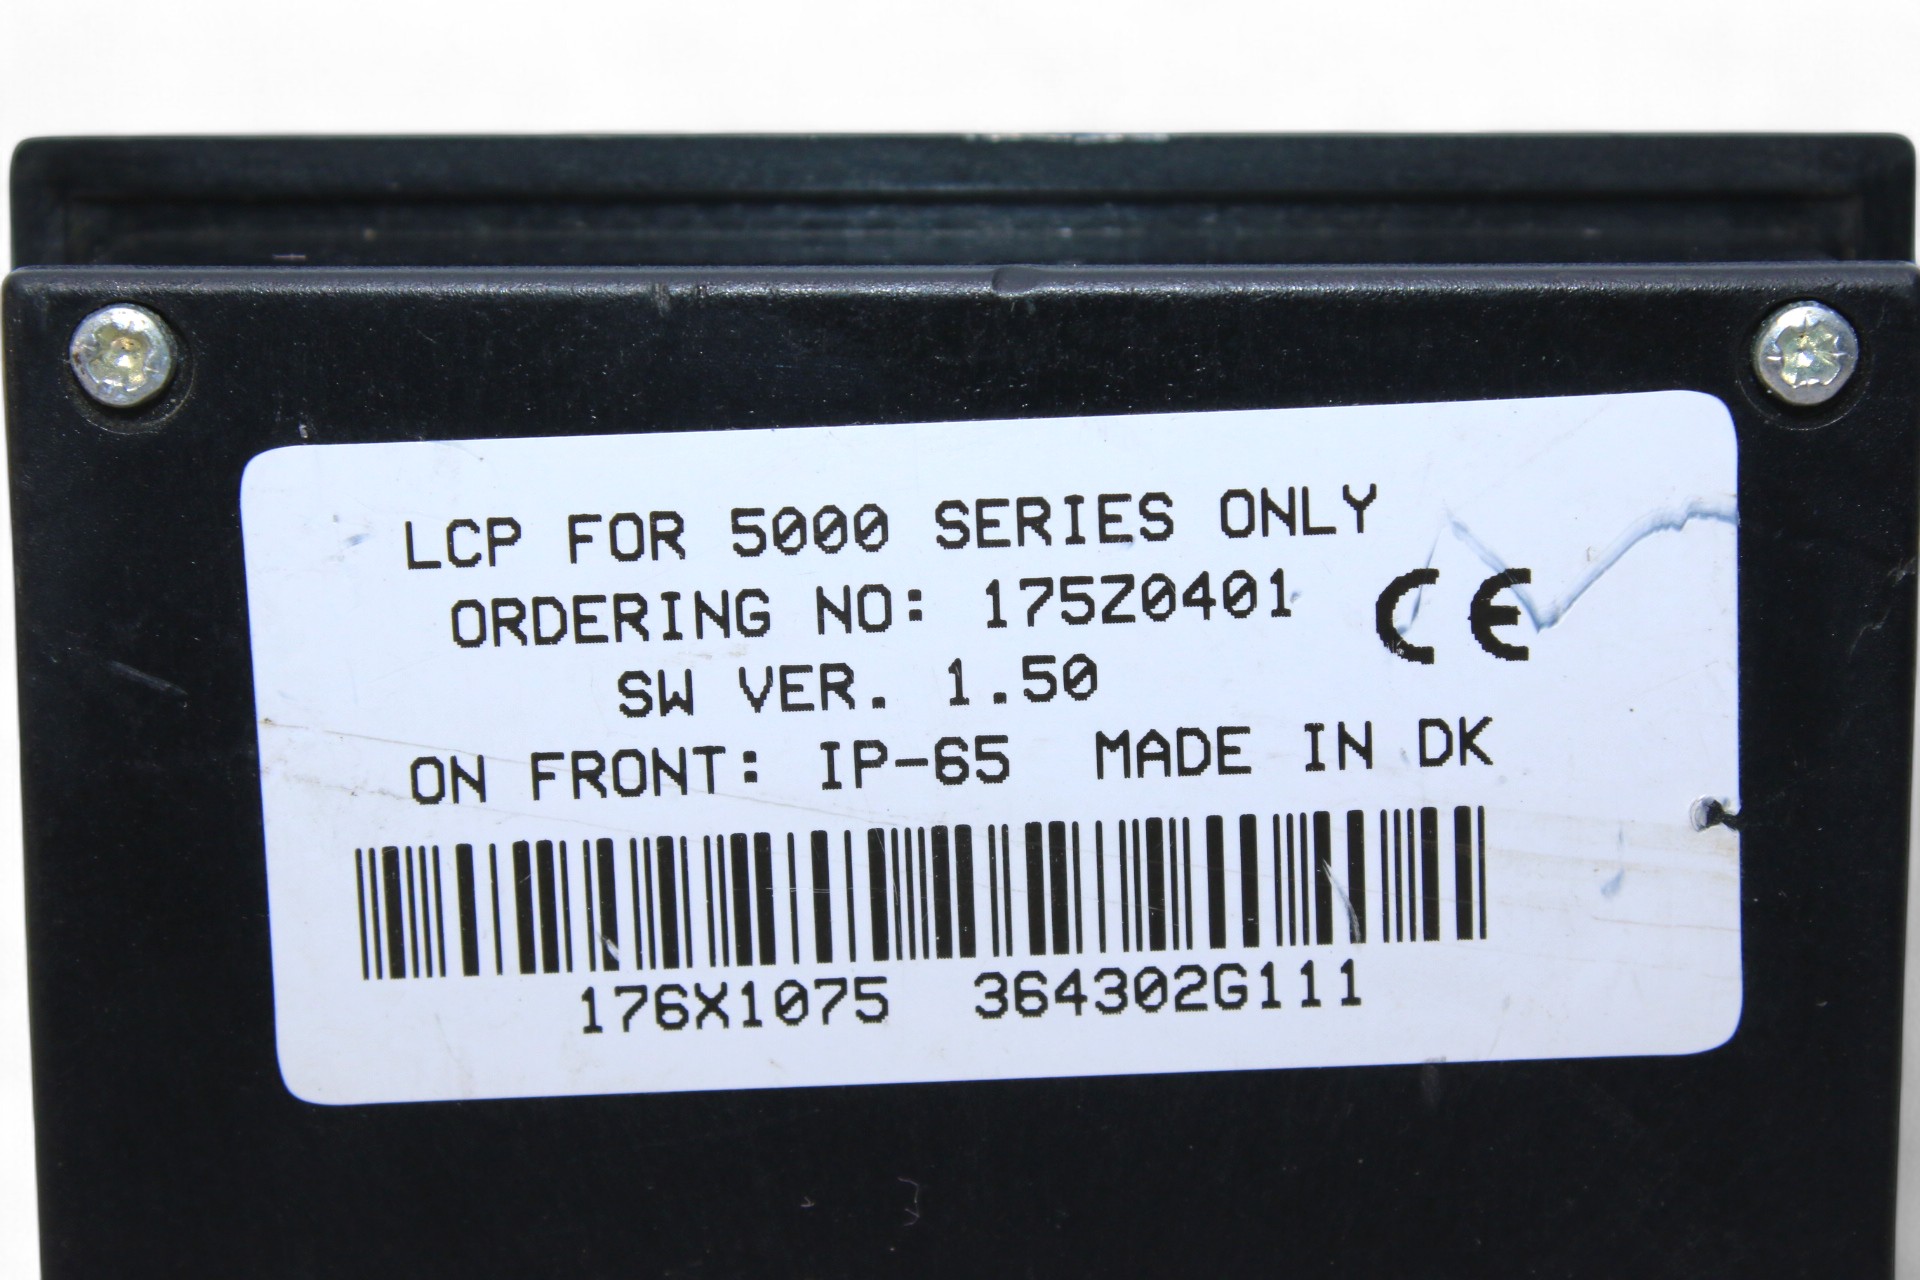 LCP FOR 5000 SERIES ONLY
ORDERING NO: 175Z0401 CE
SW VER. 1.50
ON FRONT: IP-65 MADE IN DK
176X1075 364302G111